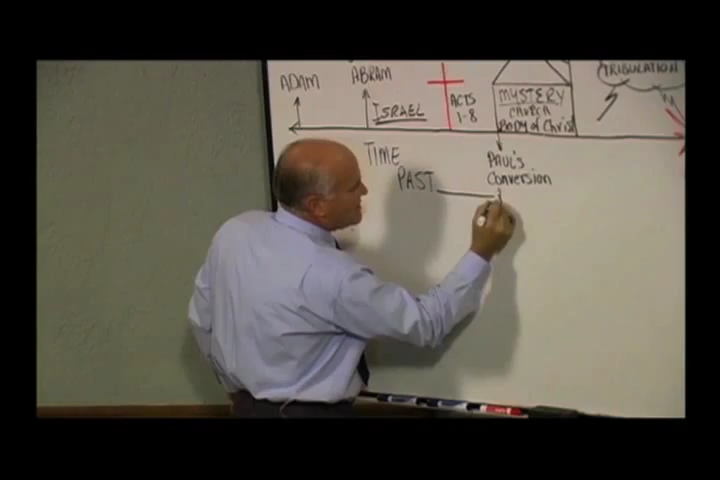 ADAM
ABRAM
ISRAEL
ACTS
1-8
MYSTERY
CHURCH
Body of Christ
TRIBULATION
TIME
PAST
PAUL'S
Conversion